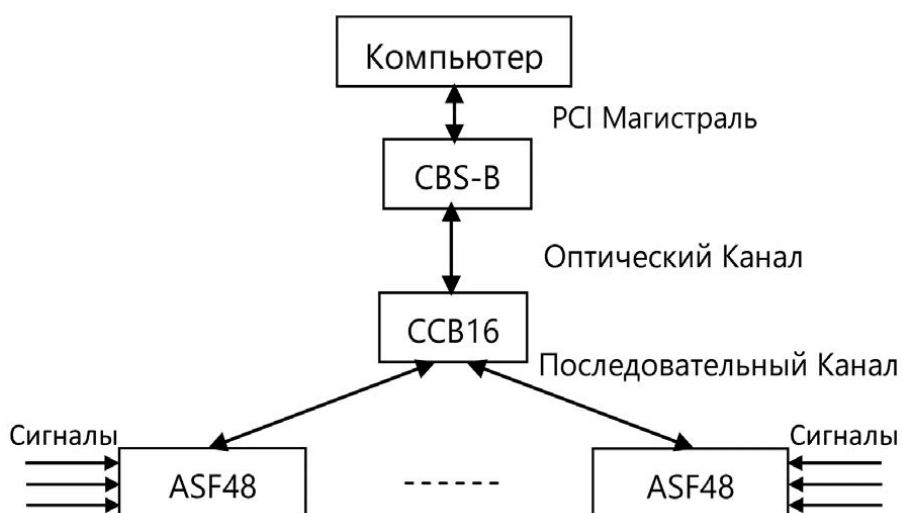 Компьютер
PCI Магистраль
CBS-B
Оптический Канал
CCB16
Последовательный Канал
Сигналы
Сигналы
ASF48
ASF48